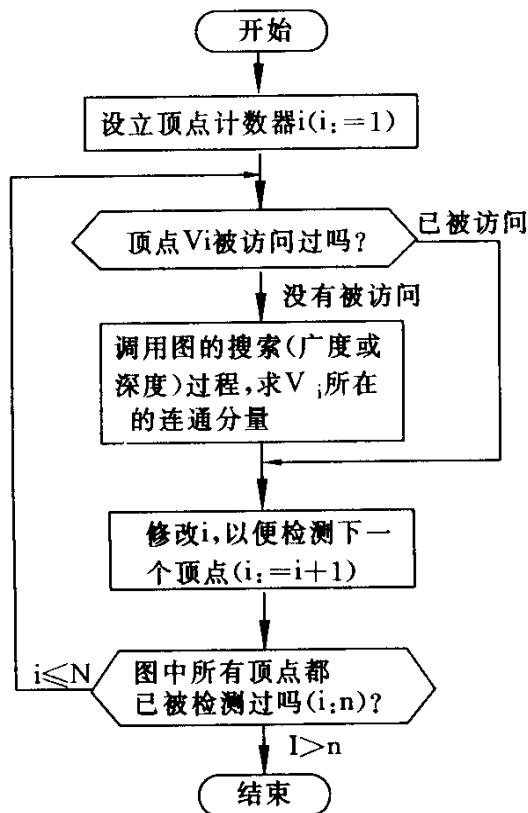 开始
设立顶点计数器i(i:=1)
顶点Vi被访问过吗?
已被访问
没有被访问
调用图的搜索(广度或
深度)过程,求V i所在
的连通分量
修改i,以便检测下一
个顶点(i:=i+1)
i≤N
图中所有顶点都
已被检测过吗(i:n)?
I>n
结束